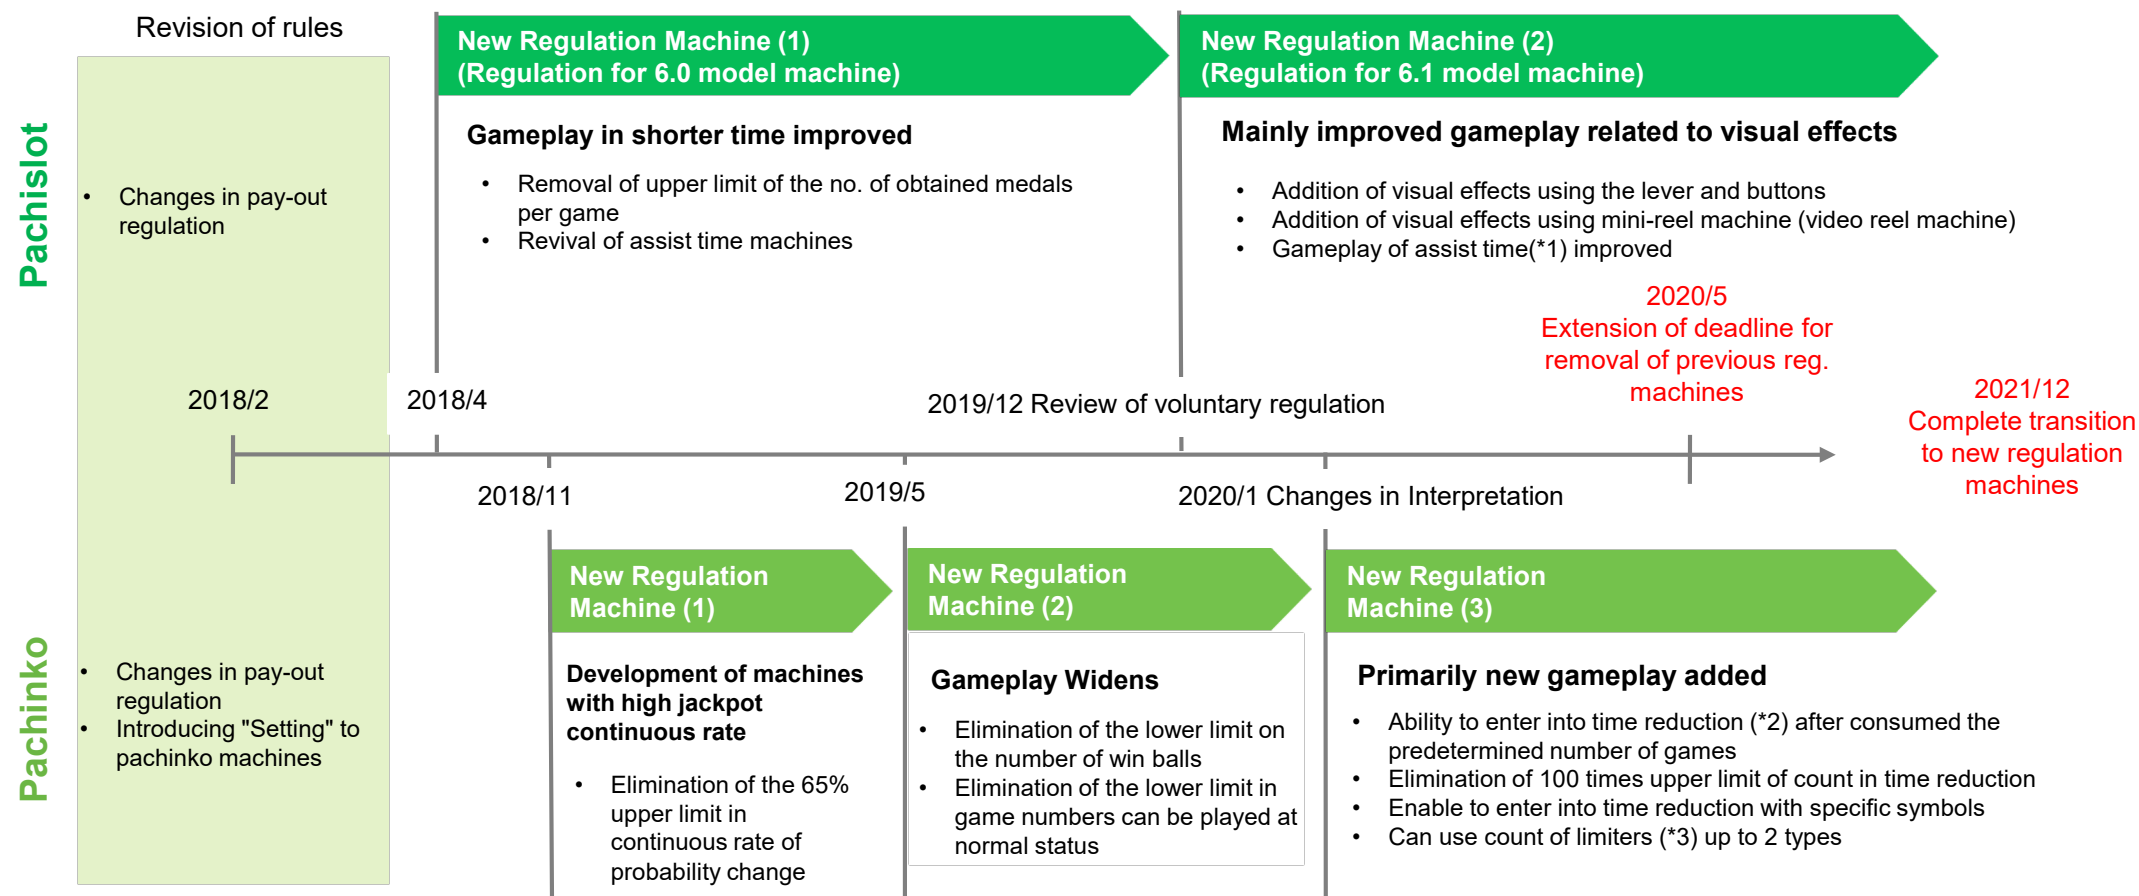 Revision of rules
New Regulation Machine (1)
(Regulation for 6.0 model machine)
New Regulation Machine (2)
(Regulation for 6.1 model machine)
Pachislot
• Changes in pay-out
regulation
Gameplay in shorter time improved
• Removal of upper limit of the no. of obtained medals
per game
• Revival of assist time machines
Mainly improved gameplay related to visual effects
• Addition of visual effects using the lever and buttons
• Addition of visual effects using mini-reel machine (video reel machine)
• Gameplay of assist time(*1) improved
2020/5
Extension of deadline for
removal of previous reg.
machines
2018/2
2018/4
2019/12 Review of voluntary regulation
2021/12
Complete transition
to new regulation
machines
2018/11
2019/5
2020/1 Changes in Interpretation
Pachinko
• Changes in pay-out
regulation
• Introducing "Setting" to
pachinko machines
New Regulation
Machine (1)
Development of machines
with high jackpot
continuous rate
• Elimination of the 65%
upper limit in
continuous rate of
probability change
New Regulation
Machine (2)
Gameplay Widens
• Elimination of the lower limit on
the number of win balls
• Elimination of the lower limit in
game numbers can be played at
normal status
New Regulation
Machine (3)
Primarily new gameplay added
• Ability to enter into time reduction (*2) after consumed the
predetermined number of games
• Elimination of 100 times upper limit of count in time reduction
• Enable to enter into time reduction with specific symbols
• Can use count of limiters (*3) up to 2 types